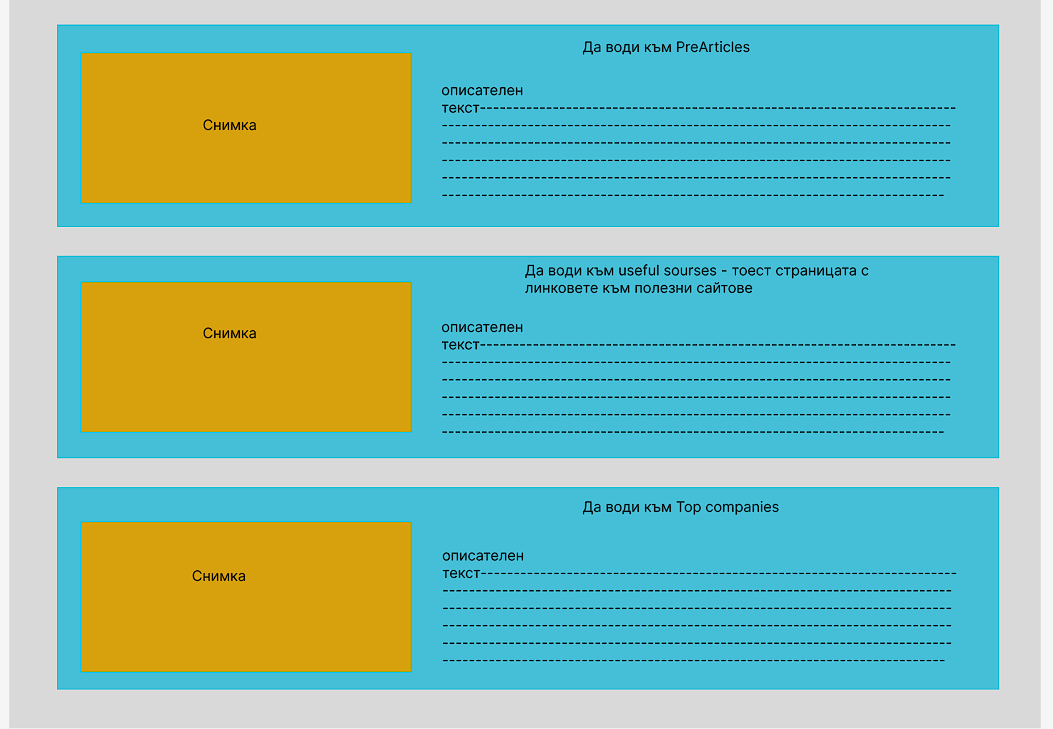 Да води към PreArticles
Снимка
описателен
текст------------------------------------------------------------------------
-----------------------------------------------------------------------------
-----------------------------------------------------------------------------
-----------------------------------------------------------------------------
-----------------------------------------------------------------------------
----------------------------------------------------------------------------
Да води към useful sourses - тоест страницата с
линковете към полезни сайтове
Снимка
описателен
текст------------------------------------------------------------------------
-----------------------------------------------------------------------------
-----------------------------------------------------------------------------
-----------------------------------------------------------------------------
-----------------------------------------------------------------------------
----------------------------------------------------------------------------
Да води към Top companies
Снимка
описателен
текст------------------------------------------------------------------------
-----------------------------------------------------------------------------
-----------------------------------------------------------------------------
-----------------------------------------------------------------------------
-----------------------------------------------------------------------------
----------------------------------------------------------------------------